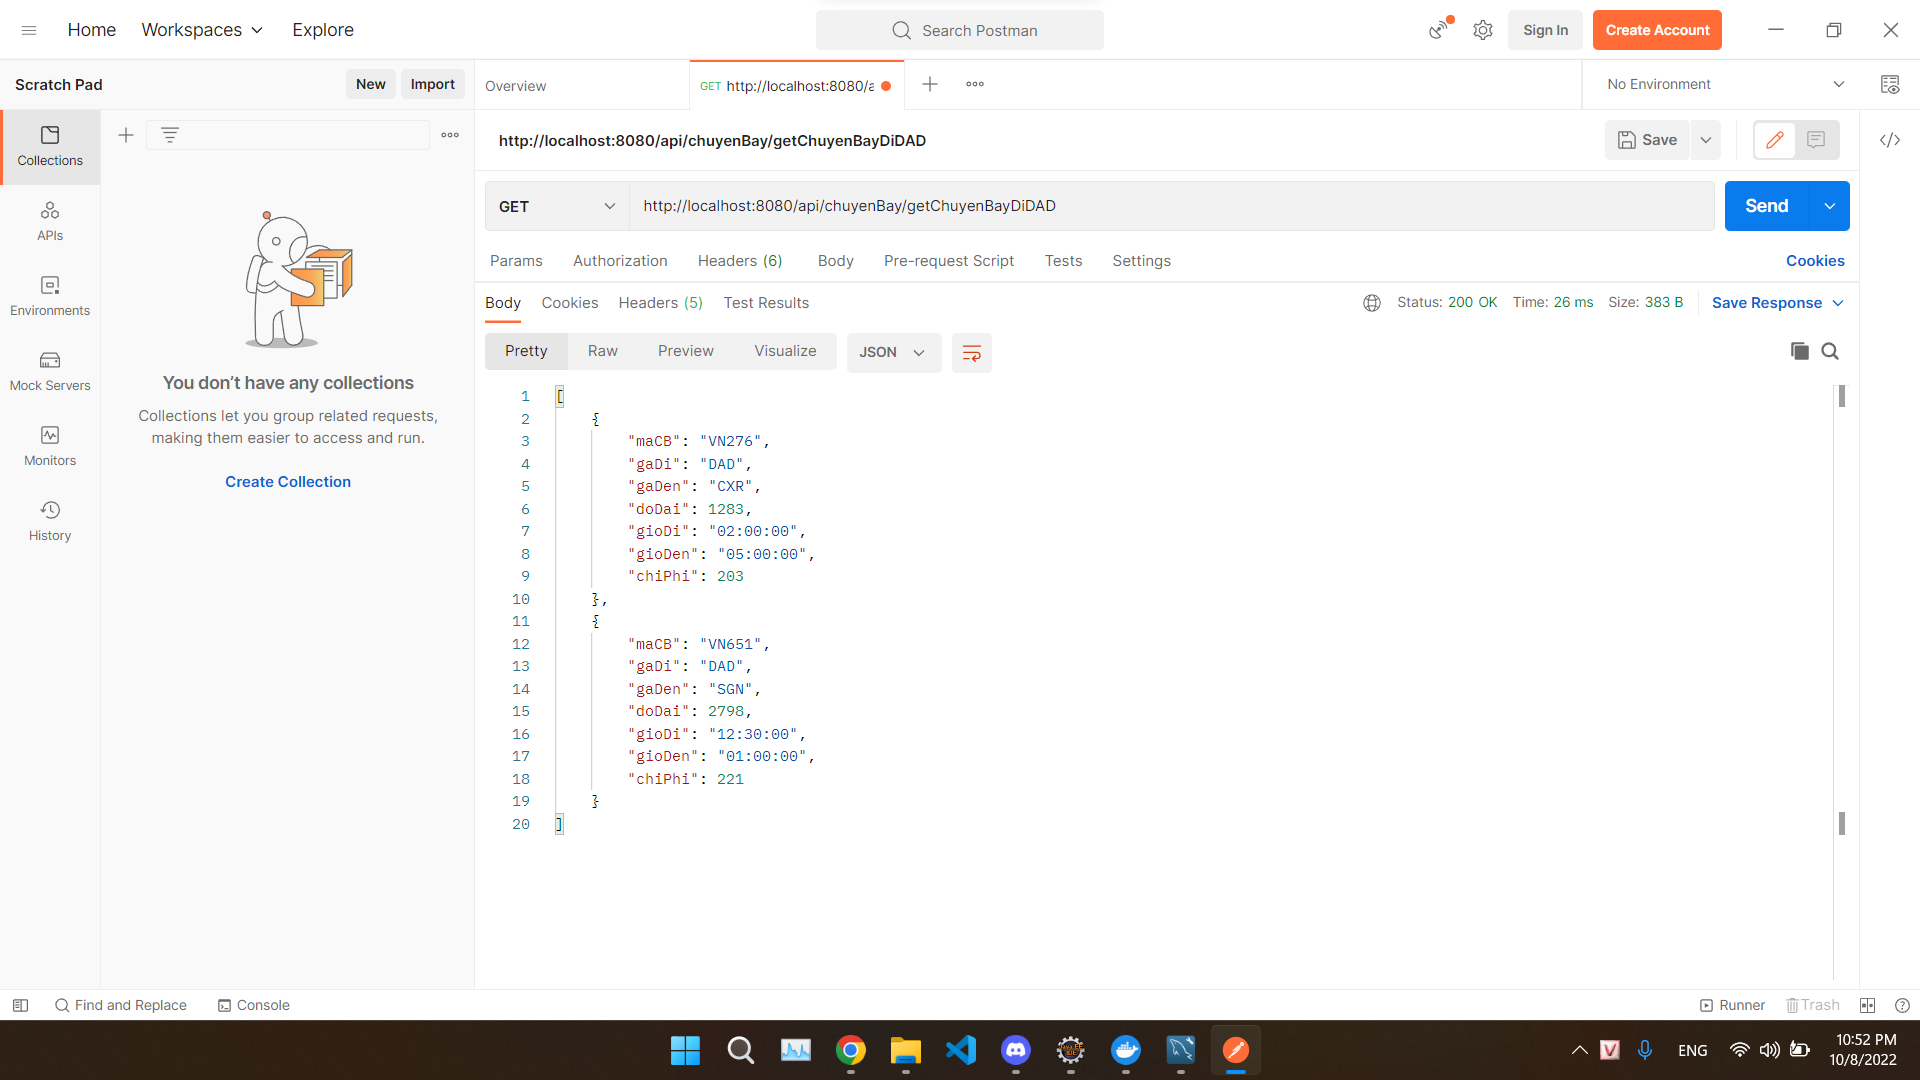 Home
Workspaces
Explore
Search Postman
Sign In
Create Account
Scratch Pad
New
Import
Overview
GET http://localhost:8080/a
No Environment
Collections
APIs
Environments
Mock Servers
Monitors
History
You don’t have any collections
Collections let you group related requests,
making them easier to access and run.
Create Collection
http://localhost:8080/api/chuyenBay/getChuyenBayDiDAD
Save
GET
http://localhost:8080/api/chuyenBay/getChuyenBayDiDAD
Send
Params
Authorization
Headers (6)
Body
Pre-request Script
Tests
Settings
Cookies
Body
Cookies
Headers (5)
Test Results
Status: 200 OK
Time: 26 ms
Size: 383 B
Save Response
Pretty
Raw
Preview
Visualize
JSON
1 [
2 {
3 "maCB": "VN276",
4 "gaDi": "DAD",
5 "gaDen": "CXR",
6 "doDai": 1283,
7 "gioDi": "02:00:00",
8 "gioDen": "05:00:00",
9 "chiPhi": 203
10 },
11 {
12 "maCB": "VN651",
13 "gaDi": "DAD",
14 "gaDen": "SGN",
15 "doDai": 2798,
16 "gioDi": "12:30:00",
17 "gioDen": "01:00:00",
18 "chiPhi": 221
19 }
20 ]
Find and Replace
Console
Runner
Trash
ENG
10:52 PM
10/8/2022